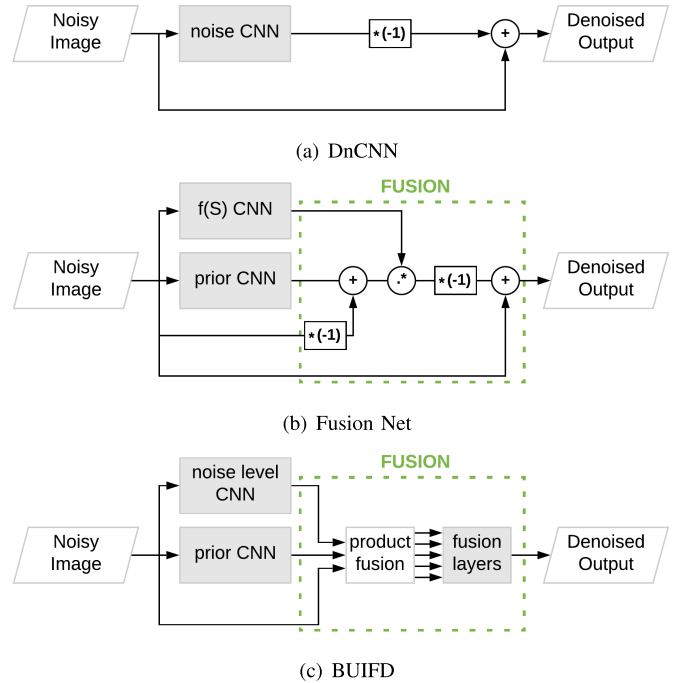 Noisy
Image
noise CNN
*(-1)
+
Denoised
Output
(a) DnCNN
FUSION
f(S) CNN
Noisy
Image
prior CNN
+
.*
*(-1)
+
Denoised
Output
*(-1)
(b) Fusion Net
FUSION
noise level
CNN
Noisy
Image
prior CNN
product
fusion
fusion
layers
Denoised
Output
(c) BUIFD